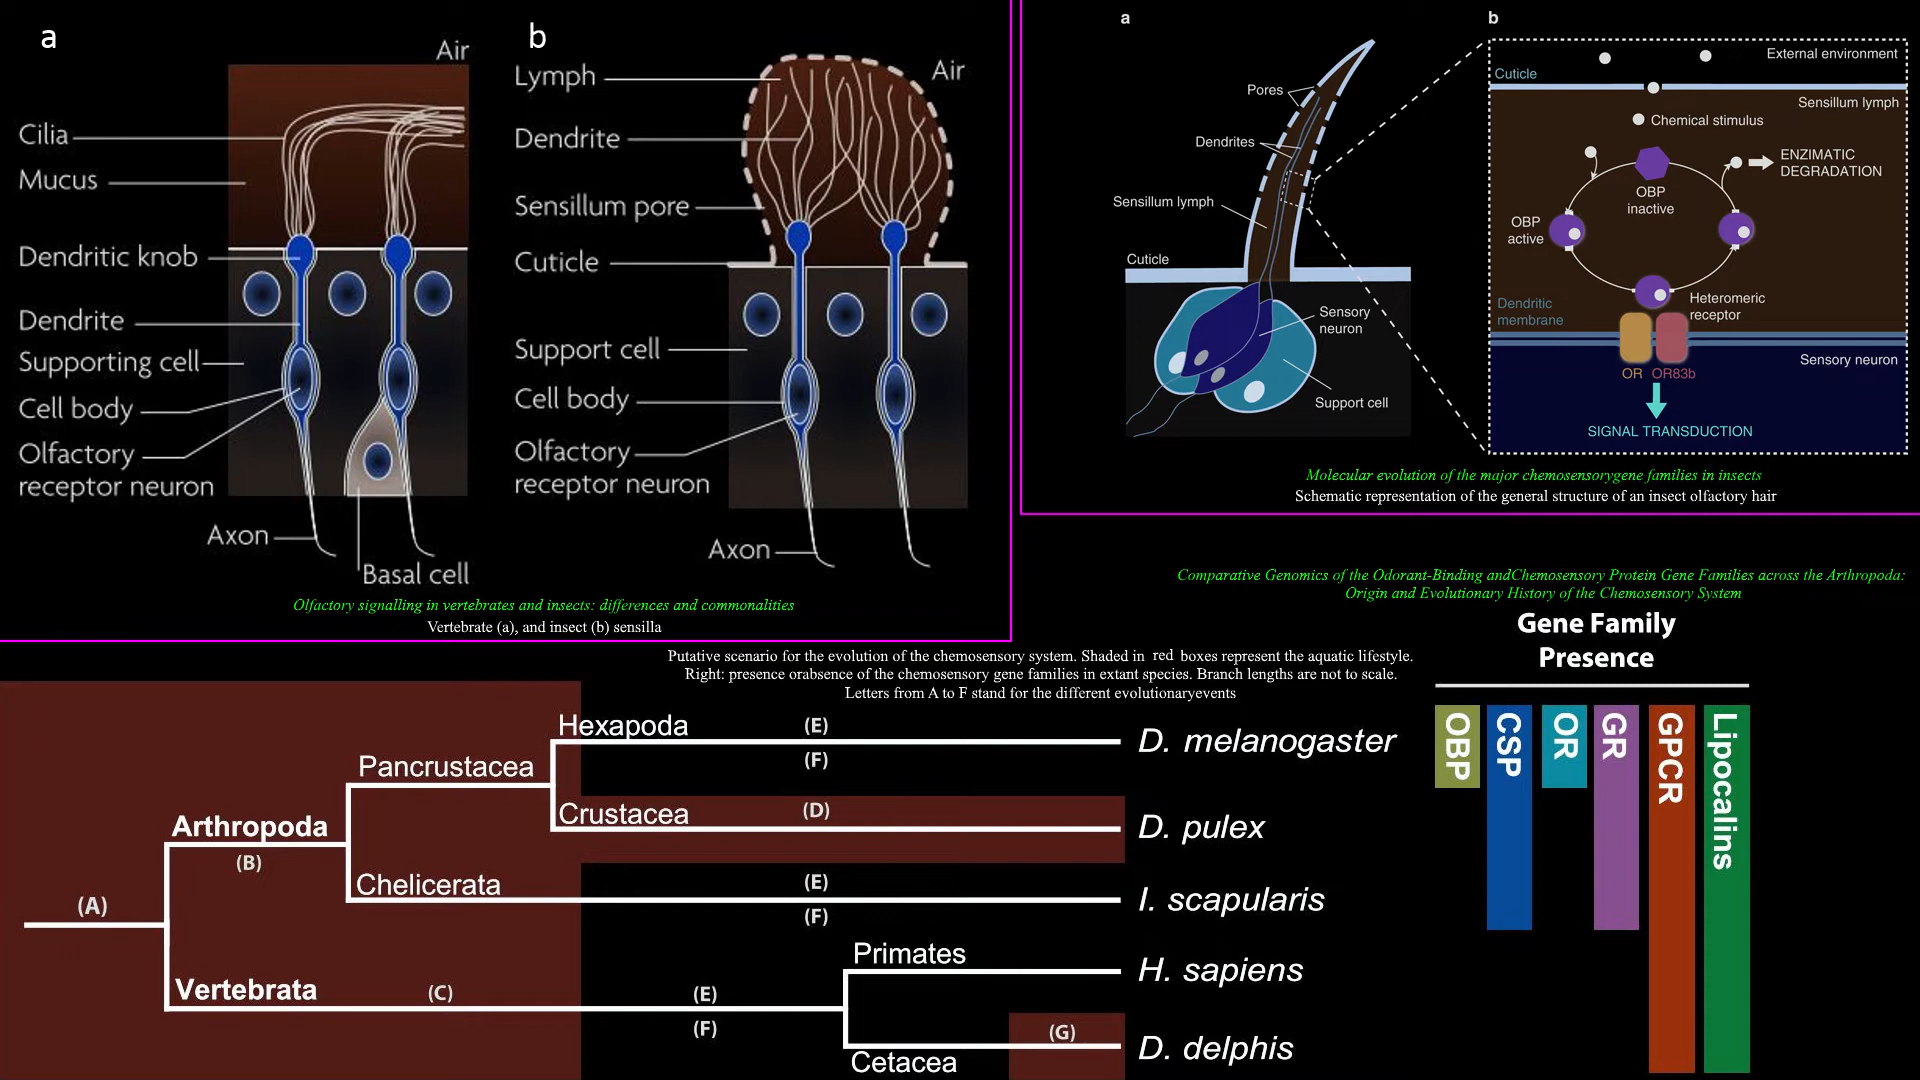 a
Air
Cilia
Mucus
Dendritic knob
Dendrite
Supporting cell
Cell body
Olfactory
receptor neuron
Axon
Basal cell
b
Air
Lymph
Dendrite
Sensillum pore
Cuticle
Support cell
Cell body
Olfactory
receptor neuron
Axon
Olfactory signalling in vertebrates and insects: differences and commonalities
Vertebrate (a), and insect (b) sensilla
a
Pores
Dendrites
Sensillum lymph
Cuticle
Sensory
neuron
Support cell
b
External environment
Cuticle
Sensillum lymph
Chemical stimulus
ENZIMATIC
DEGRADATION
OBP
inactive
OBP
active
Heteromeric
receptor
Dendritic
membrane
Sensory neuron
OR OR83b
SIGNAL TRANSDUCTION
Molecular evolution of the major chemosensorygene families in insects
Schematic representation of the general structure of an insect olfactory hair
Comparative Genomics of the Odorant-Binding andChemosensory Protein Gene Families across the Arthropoda:
Origin and Evolutionary History of the Chemosensory System
Gene Family
Presence
OBP
CSP
OR
GR
GPCR
Lipocalins
Putative scenario for the evolution of the chemosensory system. Shaded in red boxes represent the aquatic lifestyle.
Right: presence orabsence of the chemosensory gene families in extant species. Branch lengths are not to scale.
Letters from A to F stand for the different evolutionaryevents
Hexapoda
(E)
(F)
D. melanogaster
Pancrustacea
Crustacea
(D)
D. pulex
Arthropoda
(B)
Chelicerata
(E)
(F)
I. scapularis
(A)
Primates
H. sapiens
Vertebrata
(C)
(E)
(F)
(G)
Cetacea
D. delphis